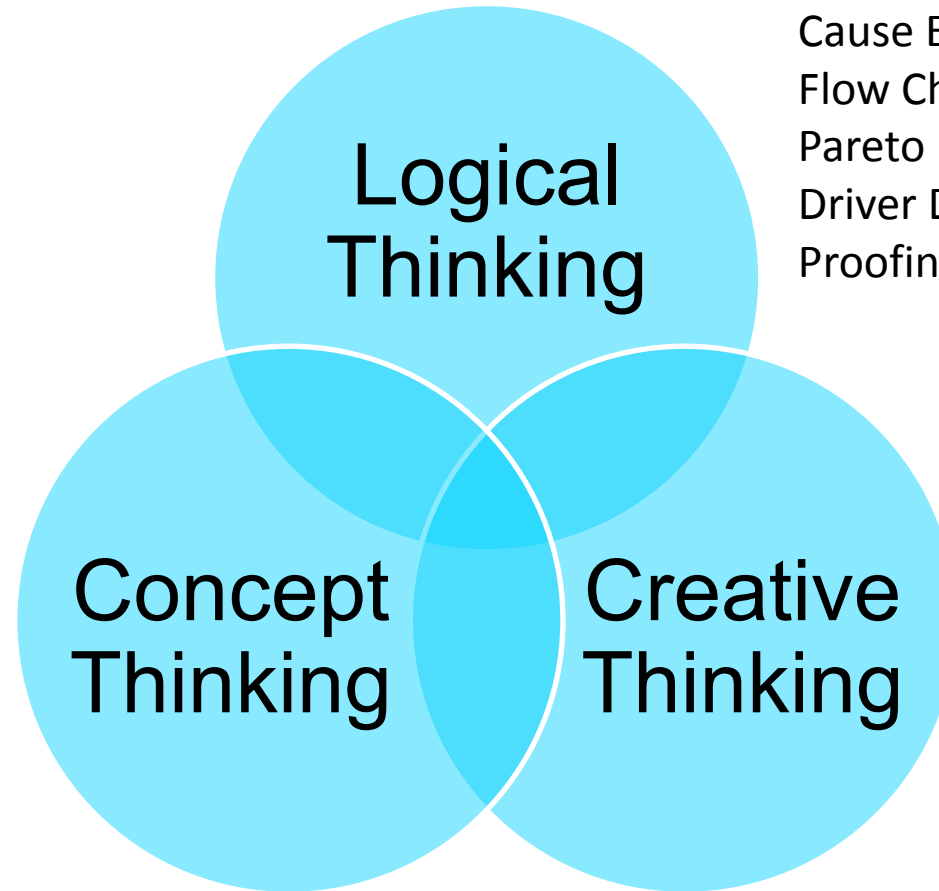 Logical
Thinking
Cause
Flow
Pareto
Driver
Concept
Thinking
Creative
Thinking